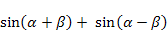 sin(α + β) + sin(α − β)